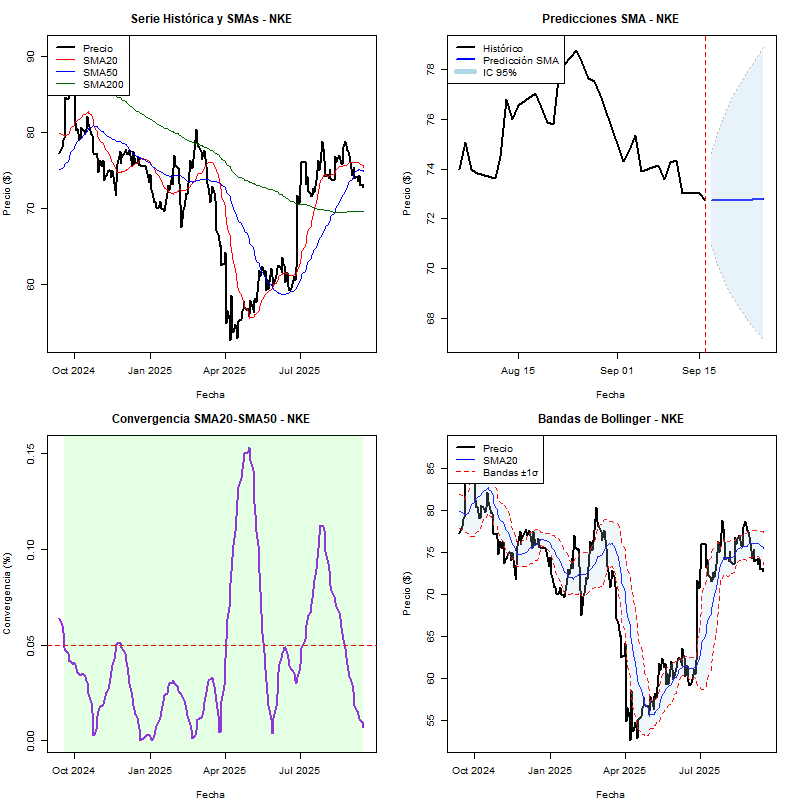 Serie Histórica y SMAs - NKE
Precio
SMA20
SMA50
SMA200
Precio ($)
90
80
70
60
Oct 2024
Jan 2025
Apr 2025
Jul 2025
Fecha
Predicciones SMA - NKE
Histórico
Predicción SMA
IC 95%
Precio ($)
78
76
74
72
70
68
Aug 15
Sep 01
Sep 15
Fecha
Convergencia SMA20-SMA50 - NKE
Convergencia (%)
0.15
0.10
0.05
0.00
Oct 2024
Jan 2025
Apr 2025
Jul 2025
Fecha
Bandas de Bollinger - NKE
Precio
SMA20
Bandas ±1σ
Precio ($)
85
80
75
70
65
60
55
Oct 2024
Jan 2025
Apr 2025
Jul 2025
Fecha